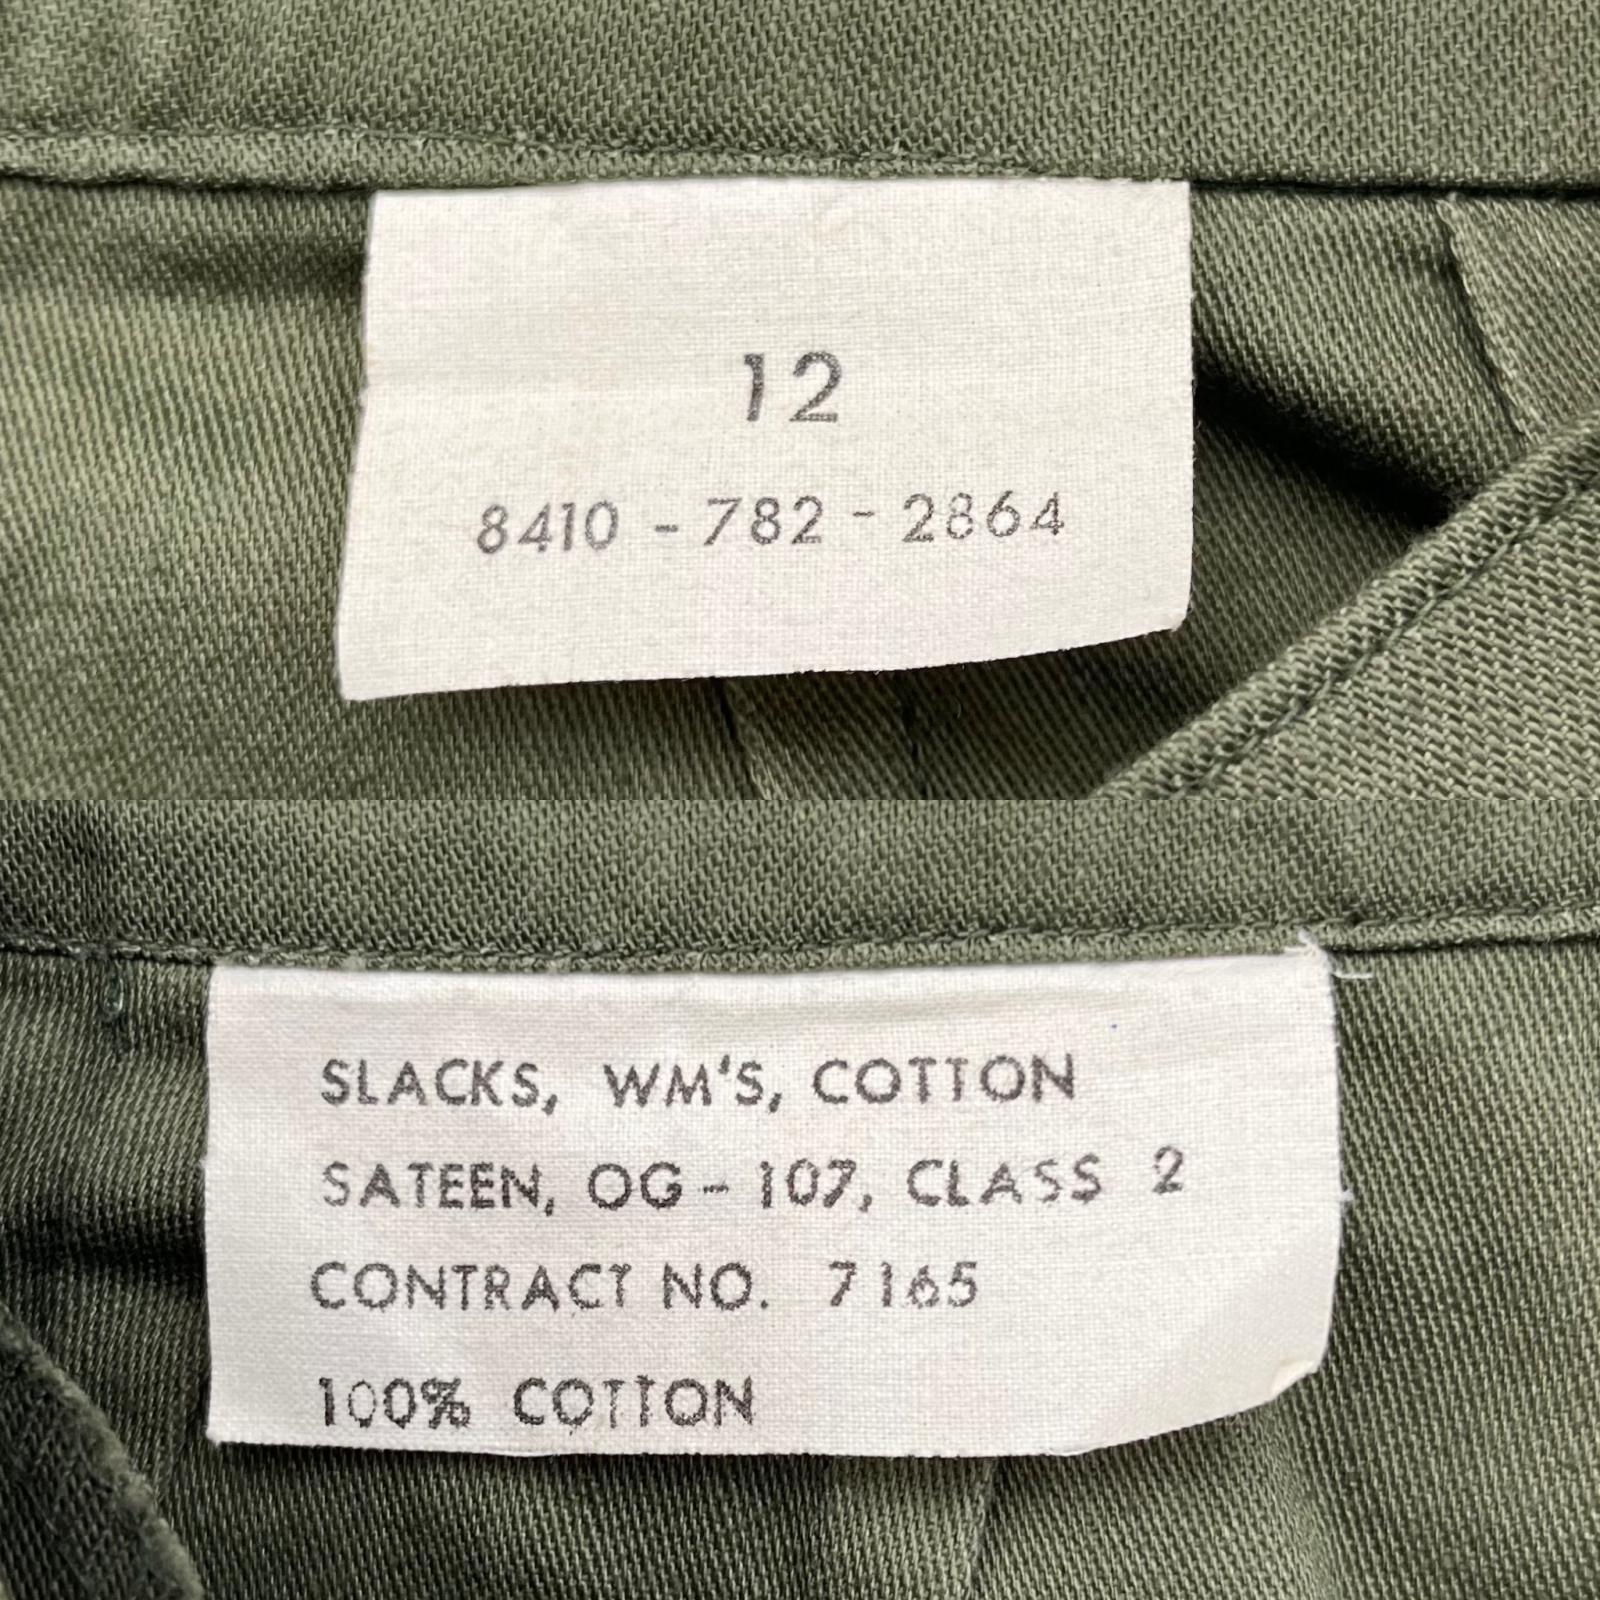 12
8410 - 782 - 2864
SLACKS, WM'S, COTTON
SATEEN, OG - 107, CLASS 2
CONTRACT NO. 7165
100% COTTON